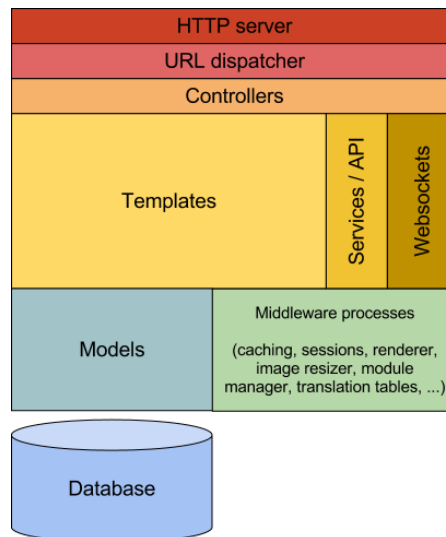 HTTP server
URL dispatcher
Controllers
Templates
Services / API
Websockets
Models
Middleware processes
(caching, sessions, renderer,
image resizer, module
manager, translation tables, ...)
Database